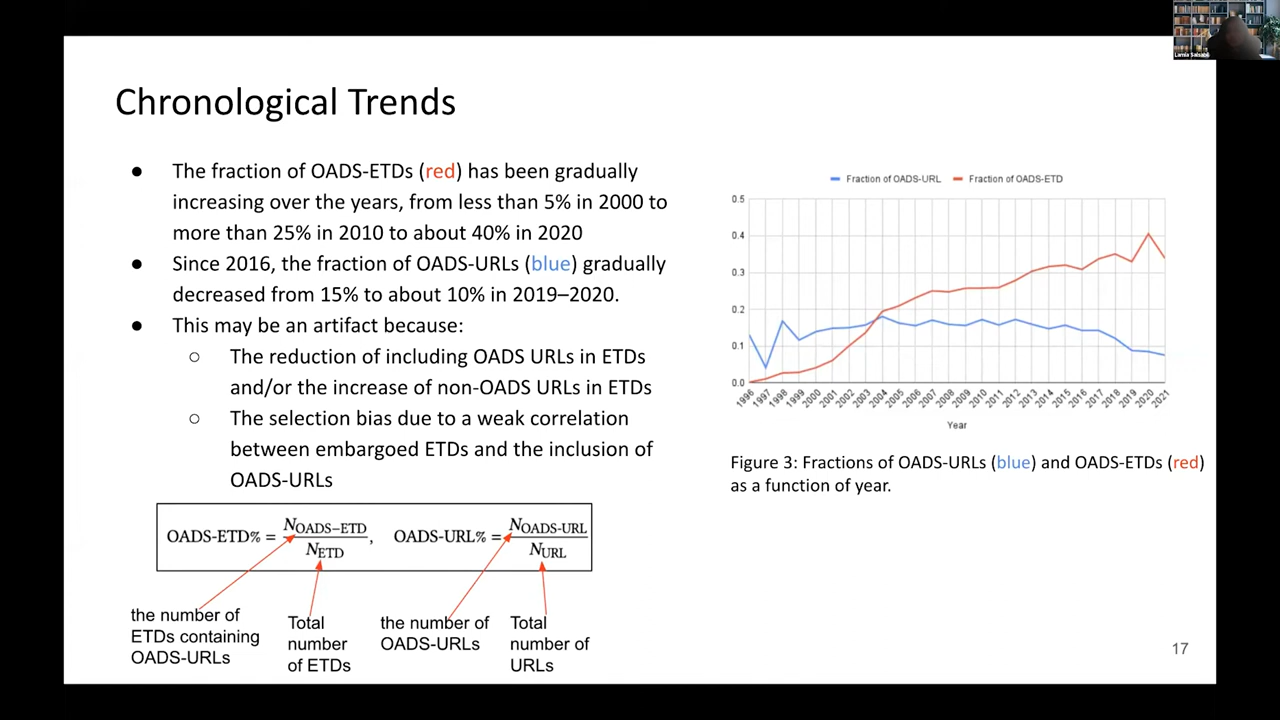 Lamia Salsabil
Chronological Trends
● The fraction of OADS-ETDs (red) has been gradually
increasing over the years, from less than 5% in 2000 to
more than 25% in 2010 to about 40% in 2020
● Since 2016, the fraction of OADS-URLs (blue) gradually
decreased from 15% to about 10% in 2019–2020.
● This may be an artifact because:
○ The reduction of including OADS URLs in ETDs
and/or the increase of non-OADS URLs in ETDs
○ The selection bias due to a weak correlation
between embargoed ETDs and the inclusion of
OADS-URLs
OADS-ETD% = N OADS−ETD / N ETD , OADS-URL% = N OADS-URL / N URL
the number of
ETDs containing
OADS-URLs
Total
number
of ETDs
the number of
OADS-URLs
Total
number of
URLs
Fraction of OADS-URL Fraction of OADS-ETD
0.5
0.4
0.3
0.2
0.1
0.0
1996 1997 1998 1999 2000 2001 2002 2003 2004 2005 2006 2007 2008 2009 2010 2011 2012 2013 2014 2015 2016 2017 2018 2019 2020 2021
Year
Figure 3: Fractions of OADS-URLs (blue) and OADS-ETDs (red)
as a function of year.
17